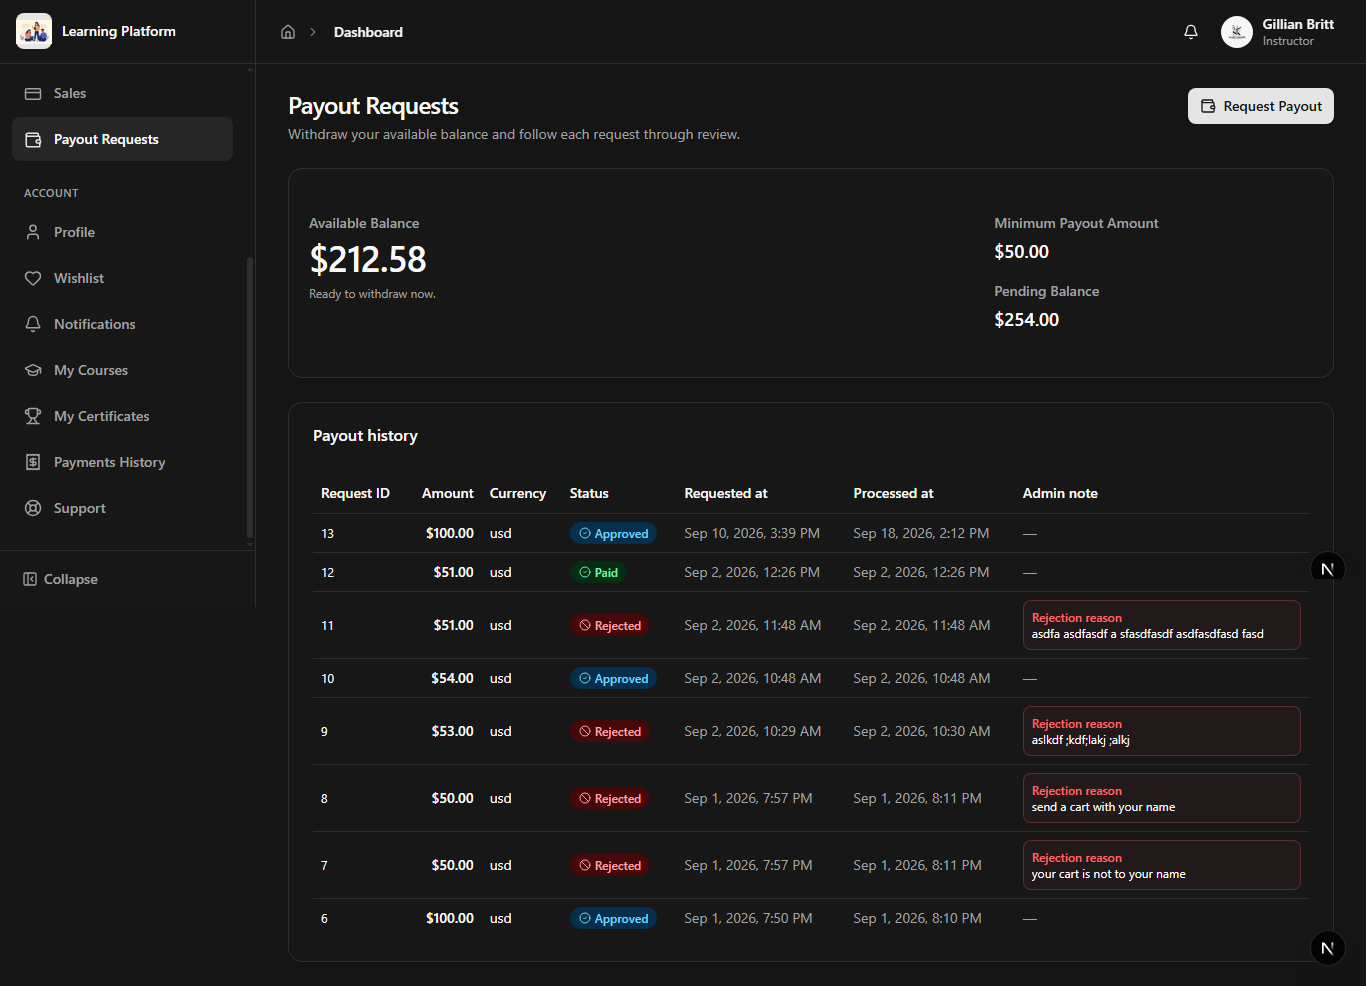 Learning Platform
Dashboard
Gillian Britt
Instructor
Sales
Payout Requests
ACCOUNT
Profile
Wishlist
Notifications
My Courses
My Certificates
Payments History
Support
Collapse
Payout Requests
Withdraw your available balance and follow each request through review.
Request Payout
Available Balance
$212.58
Ready to withdraw now.
Minimum Payout Amount
$50.00
Pending Balance
$254.00
Payout history
Request ID Amount Currency Status Requested at Processed at Admin note
13 $100.00 usd Approved Sep 10, 2026, 3:39 PM Sep 18, 2026, 2:12 PM —
12 $51.00 usd Paid Sep 2, 2026, 12:26 PM Sep 2, 2026, 12:26 PM —
11 $51.00 usd Rejected Sep 2, 2026, 11:48 AM Sep 2, 2026, 11:48 AM Rejection reason
asdfa asdfasdf a sfasdfasdf asdfasdfasd fasd
10 $54.00 usd Approved Sep 2, 2026, 10:48 AM Sep 2, 2026, 10:48 AM —
9 $53.00 usd Rejected Sep 2, 2026, 10:29 AM Sep 2, 2026, 10:30 AM Rejection reason
aslkdf ;kdf;lakj ;alkj
8 $50.00 usd Rejected Sep 1, 2026, 7:57 PM Sep 1, 2026, 8:11 PM Rejection reason
send a cart with your name
7 $50.00 usd Rejected Sep 1, 2026, 7:57 PM Sep 1, 2026, 8:11 PM Rejection reason
your cart is not to your name
6 $100.00 usd Approved Sep 1, 2026, 7:50 PM Sep 1, 2026, 8:10 PM —
N
N